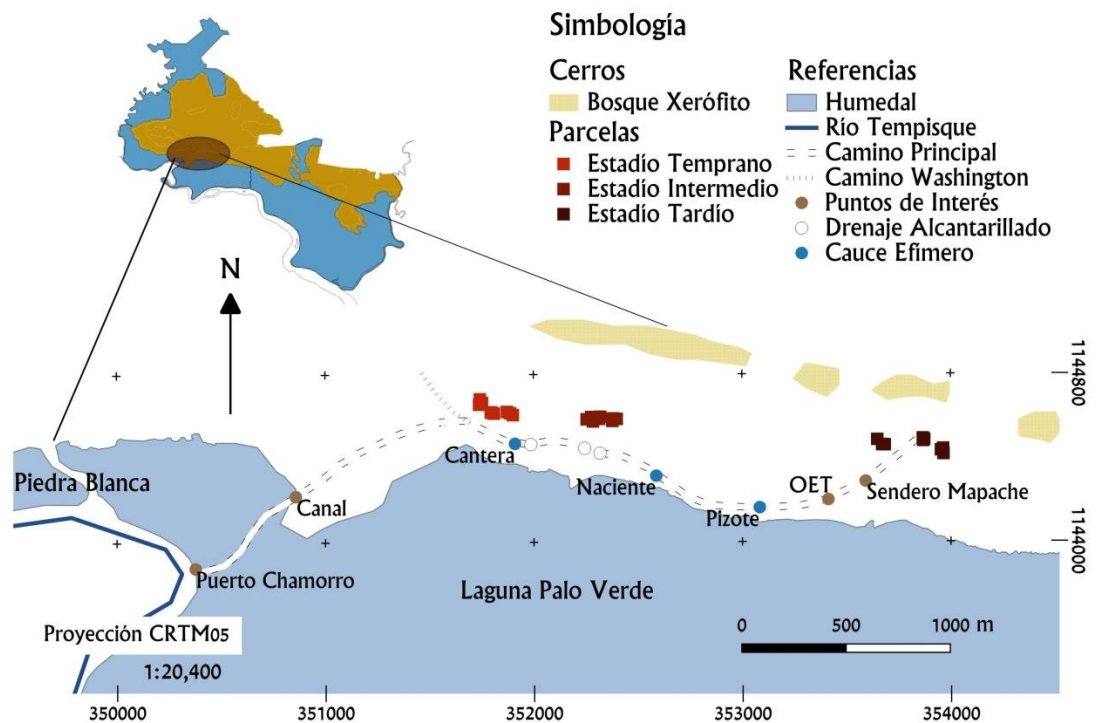 Simbología
Cerros
Bosque Xerófito
Parcelas
Estadío Temprano
Estadío Intermedio
Estadío Tardío
Referencias
Humedal
Río Tempisque
Camino Principal
Camino Washington
Puntos de Interés
Drenaje Alcantarillado
Cauce Efímero
N
1144800
Cantera
Piedra Blanca
Naciente
OET
Sendero Mapache
Canal
Pizote
1144000
Puerto Chamorro
Laguna Palo Verde
Proyección CRTM05
1:20,400
0 500 1000 m
350000 351000 352000 353000 354000